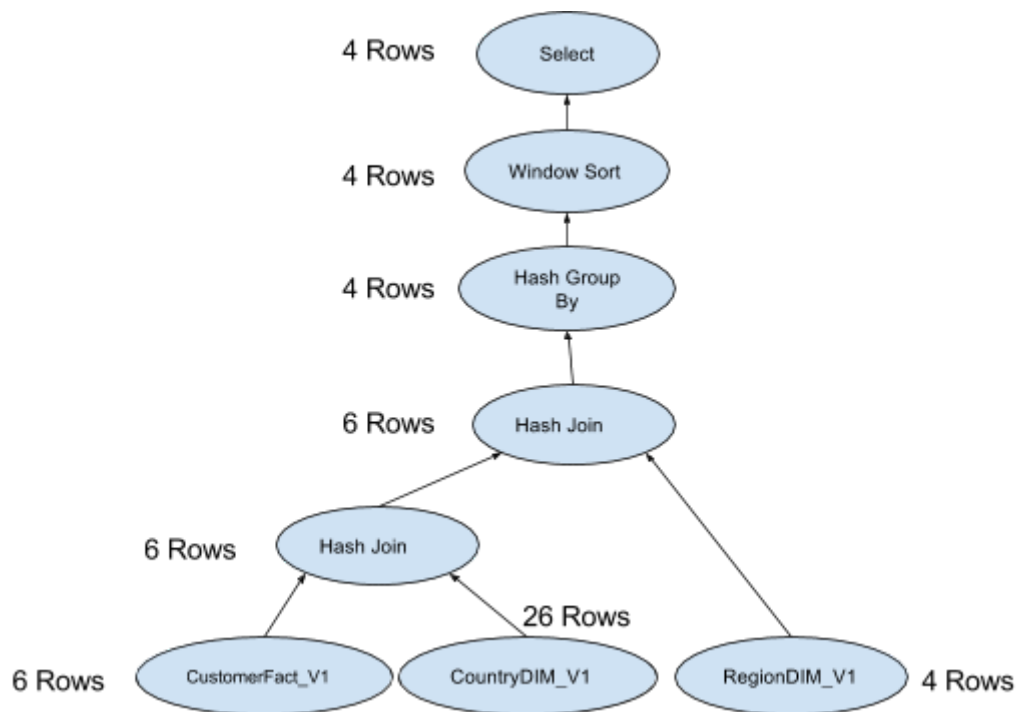 4 Rows
Select
4 Rows
Window Sort
4 Rows
Hash Group
By
6 Rows
Hash Join
6 Rows
Hash Join
26 Rows
6 Rows
CustomerFact_V1
CountryDIM_V1
RegionDIM_V1
4 Rows